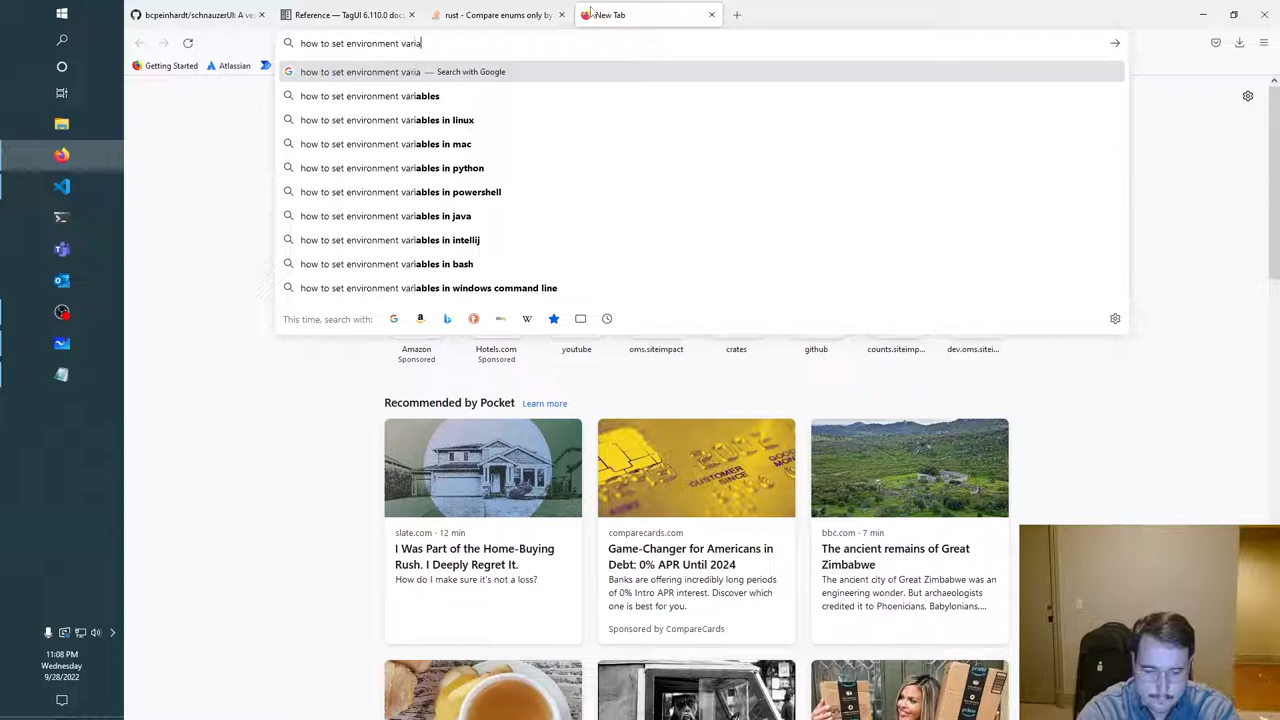 bcpeinhardt/schnauzerUI: A ve
Reference — TagUI 6.110.0 docu
rust - Compare enums only by
New Tab
how to set environment varia
Getting Started
Atlassian
how to set environment varia — Search with Google
how to set environment variables
how to set environment variables in linux
how to set environment variables in mac
how to set environment variables in python
how to set environment variables in powershell
how to set environment variables in java
how to set environment variables in intellij
how to set environment variables in bash
how to set environment variables in windows command line
This time, search with:
Amazon
Sponsored
Hotels.com
Sponsored
youtube
oms.siteimpact
crates
github
counts.siteimp...
dev.oms.sitei...
Recommended by Pocket Learn more
slate.com · 12 min
I Was Part of the Home-Buying
Rush. I Deeply Regret It.
How do I make sure it's not a loss?
comparecards.com
Game-Changer for Americans in
Debt: 0% APR Until 2024
Banks are offering incredibly long periods
of 0% Intro APR interest. Discover which
one is best for you.
Sponsored by CompareCards
bbc.com · 7 min
The ancient remains of Great
Zimbabwe
The ancient city of Great Zimbabwe was an
engineering wonder. But archaeologists
credited it to Phoenicians, Babylonians,...
11:08 PM
Wednesday
9/28/2022